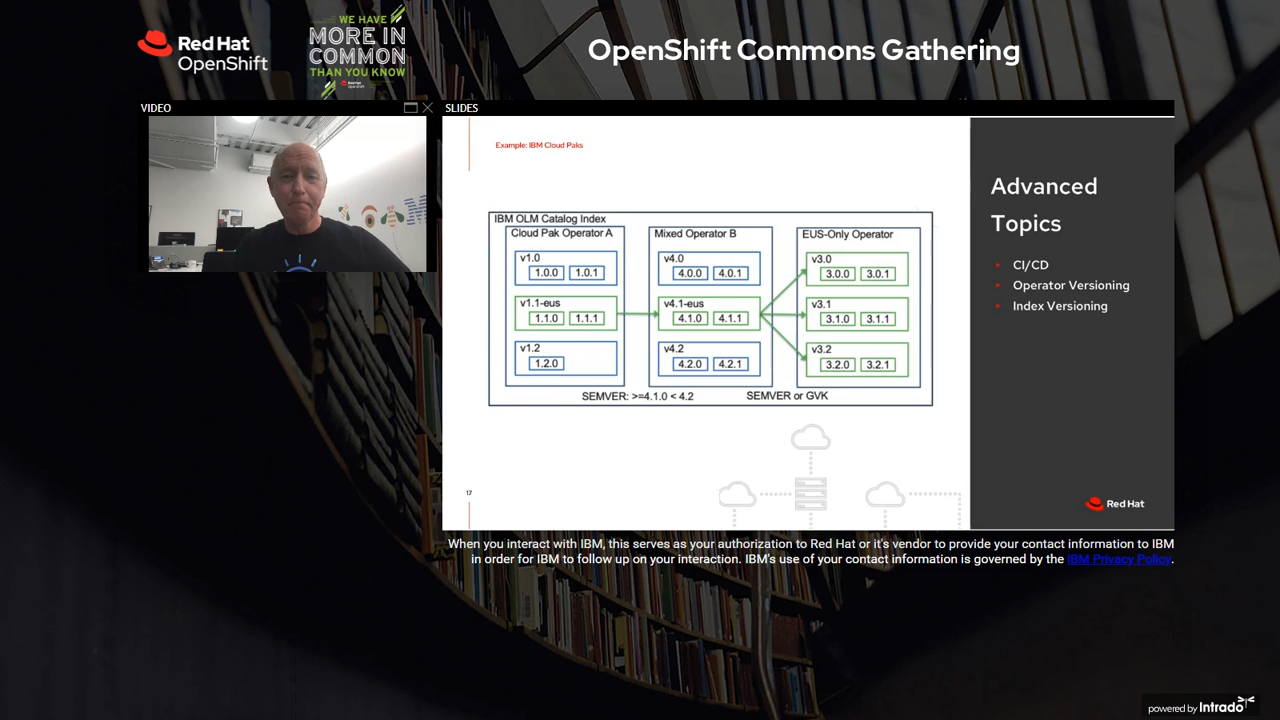 Red Hat
OpenShift
WE HAVE
MORE IN
COMMON
THAN YOU KNOW
OpenShift Commons Gathering
VIDEO
SLIDES
Example: IBM Cloud Paks
IBM OLM Catalog Index
Cloud Pak Operator A
v1.0
1.0.0 1.0.1
v1.1-eus
1.1.0 1.1.1
v1.2
1.2.0
Mixed Operator B
v4.0
4.0.0 4.0.1
v4.1-eus
4.1.0 4.1.1
v4.2
4.2.0 4.2.1
EUS-Only Operator
v3.0
3.0.0 3.0.1
v3.1
3.1.0 3.1.1
v3.2
3.2.0 3.2.1
SEMVER: >=4.1.0 < 4.2
SEMVER or GVK
17
Advanced
Topics
CI/CD
Operator Versioning
Index Versioning
Red Hat
When you interact with IBM, this serves as your authorization to Red Hat or it's vendor to provide your contact information to IBM
in order for IBM to follow up on your interaction. IBM's use of your contact information is governed by the IBM Privacy Policy.
powered by Intrado